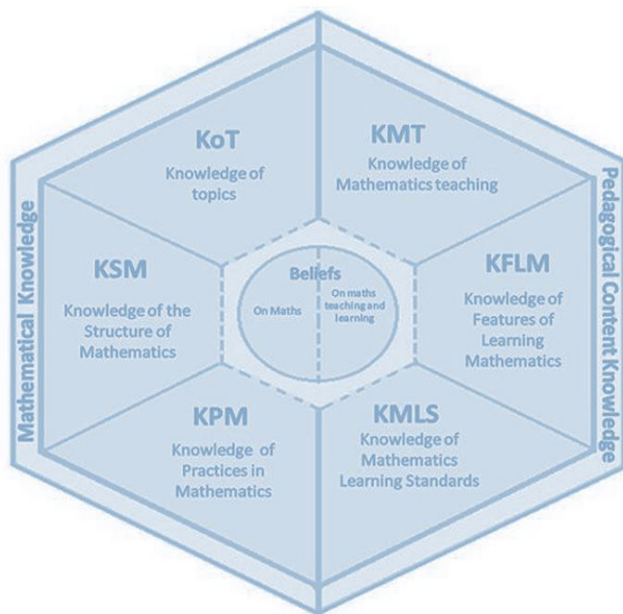 KoT
Knowledge of
topics
KMT
Knowledge of
Mathematics teaching
Mathematical Knowledge
KSM
Knowledge of the
Structure of
Mathematics
Beliefs
On Maths
On maths
teaching and
learning
KFLM
Knowledge of
Features of
Learning
Mathematics
Pedagogical Content Knowledge
KPM
Knowledge of
Practices in
Mathematics
KMLS
Knowledge of
Mathematics
Learning Standards